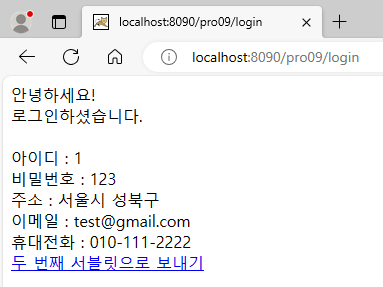 localhost:8090/pro09/login
localhost:8090/pro09/login
안녕하세요!
로그인하셨습니다.
아이디 : 1
비밀번호 : 123
주소 : 서울시 성북구
이메일 : test@gmail.com
휴대전화 : 010-111-2222
두 번째 서블릿으로 보내기